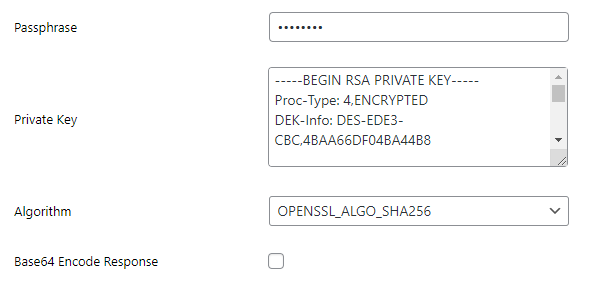 Passphrase
••••••••
Private Key
-----BEGIN RSA PRIVATE KEY-----
Proc-Type: 4,ENCRYPTED
DEK-Info: DES-EDE3-
CBC,4BAA66DF04BA44B8
Algorithm
OPENSSL_ALGO_SHA256
Base64 Encode Response